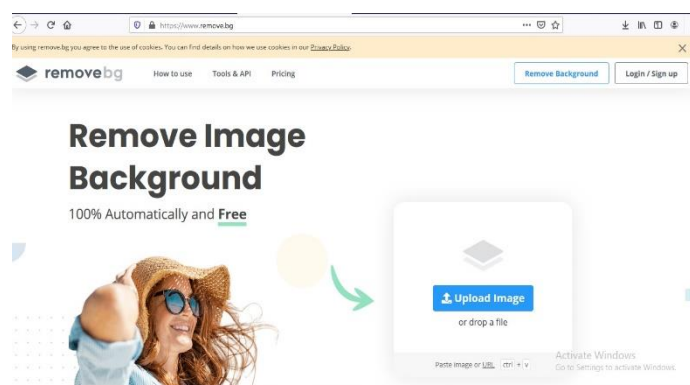 https://www.remove.bg
By using remove.bg you agree to the use of cookies. You can find details on how we use cookies in our Privacy Policy.
removebg How to use Tools & API Pricing Remove Background Login / Sign up
Remove Image
Background
100% Automatically and Free
Upload Image
or drop a file
Paste image or URL ctrl + v
Activate Windows
Go to Settings to activate Windows.